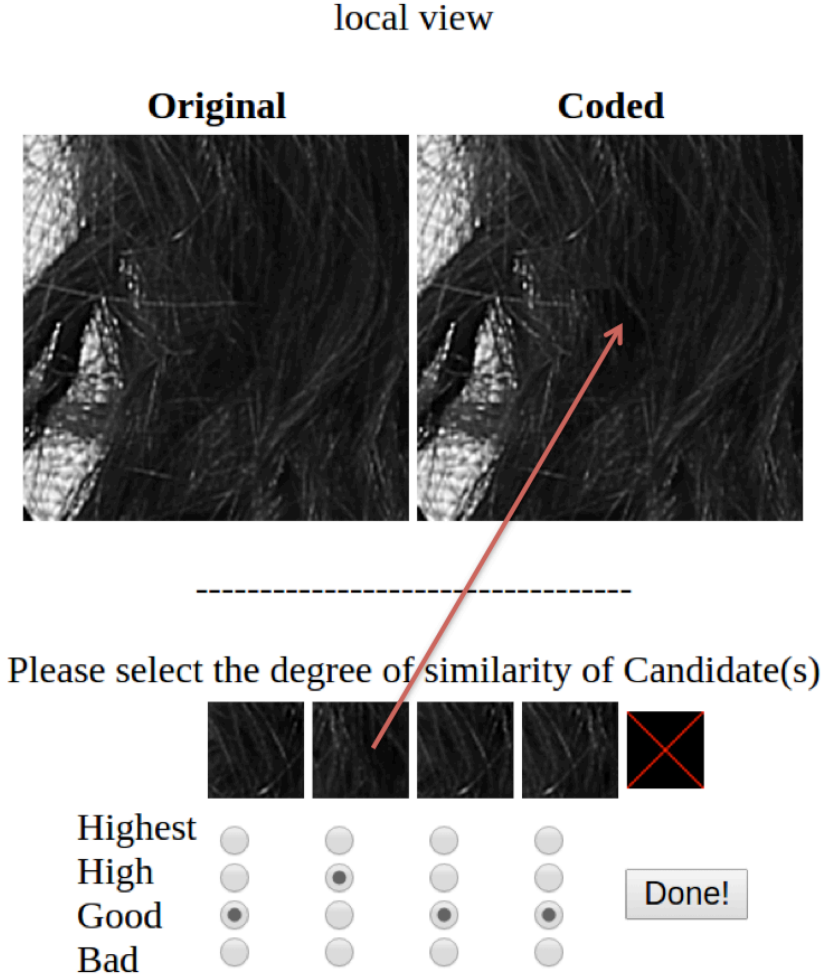 local view
Original Coded
-----------------------------------
Please select the degree of similarity of Candidate(s)
Highest
High
Good
Bad
Done!